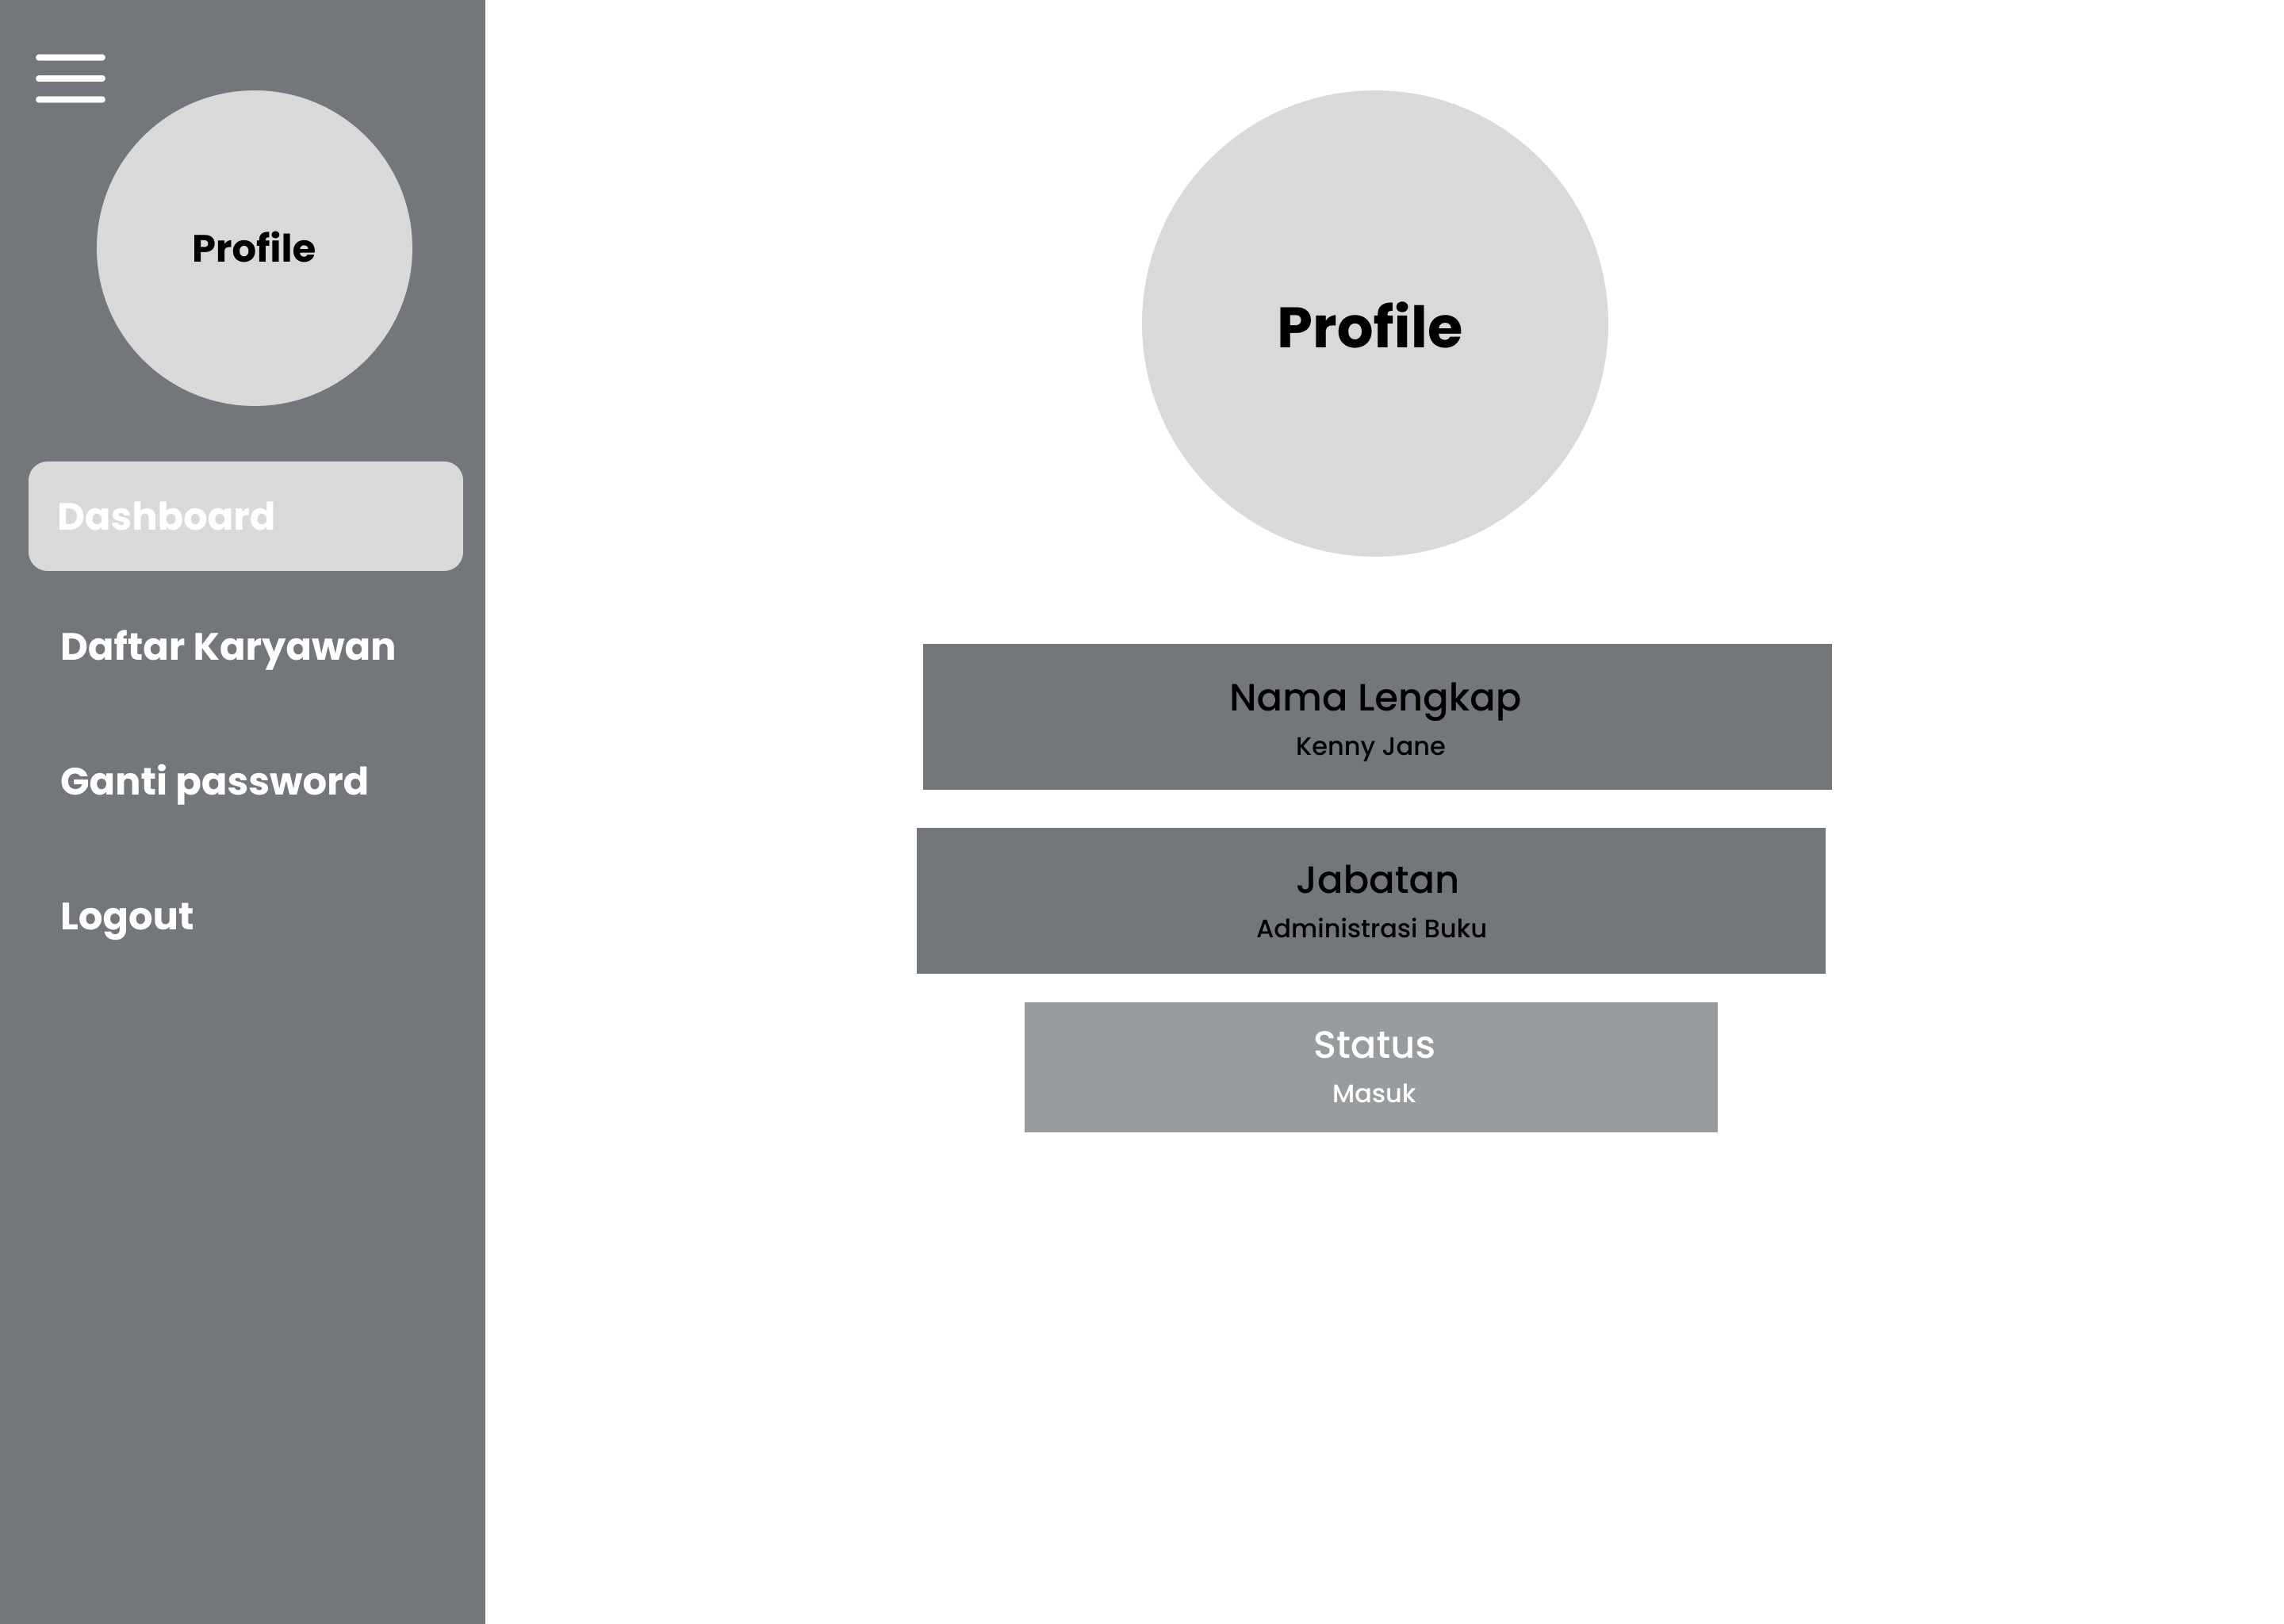 Profile
Dashboard
Daftar Karyawan
Ganti password
Logout
Profile
Nama Lengkap
Kenny Jane
Jabatan
Administrasi Buku
Status
Masuk